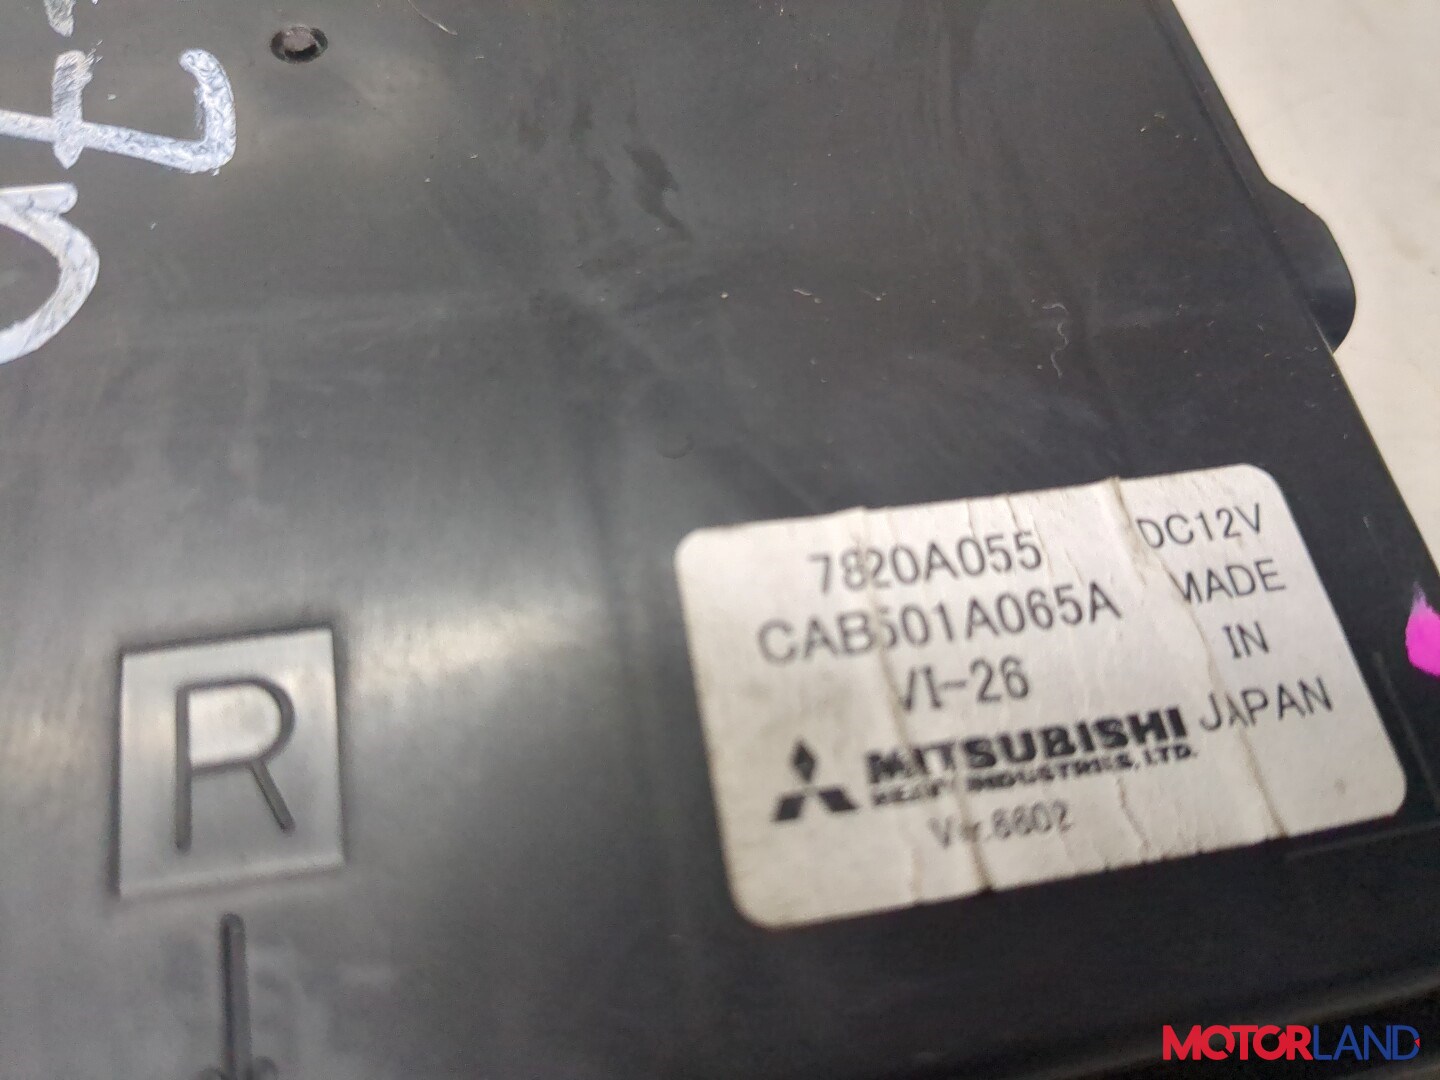 7820A055
DC12V
CAB501A065A
MADE
IN
JAPAN
VI-26
MITSUBISHI
HEAVY INDUSTRIES, LTD.
R
MOTORLAND